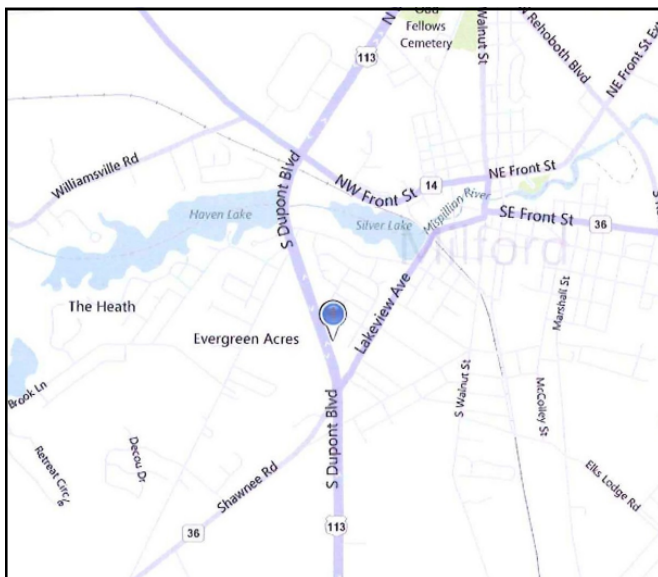 Odd
Fellows
Cemetery
N
113
Walnut St
N Rehoboth Blvd
NE Front St Ext
Williamsville Rd
S Dupont Blvd
NW Front St
14
NE Front St
Haven Lake
Silver Lake
Mispillian River
SE Front St
36
Milford
S
The Heath
Evergreen Acres
Lakeview Ave
Marshall St
Brook Ln
S Walnut St
McColley St
S Dupont Blvd
Retreat Circle
Decou Dr
Shawnee Rd
Elks Lodge Rd
36
113